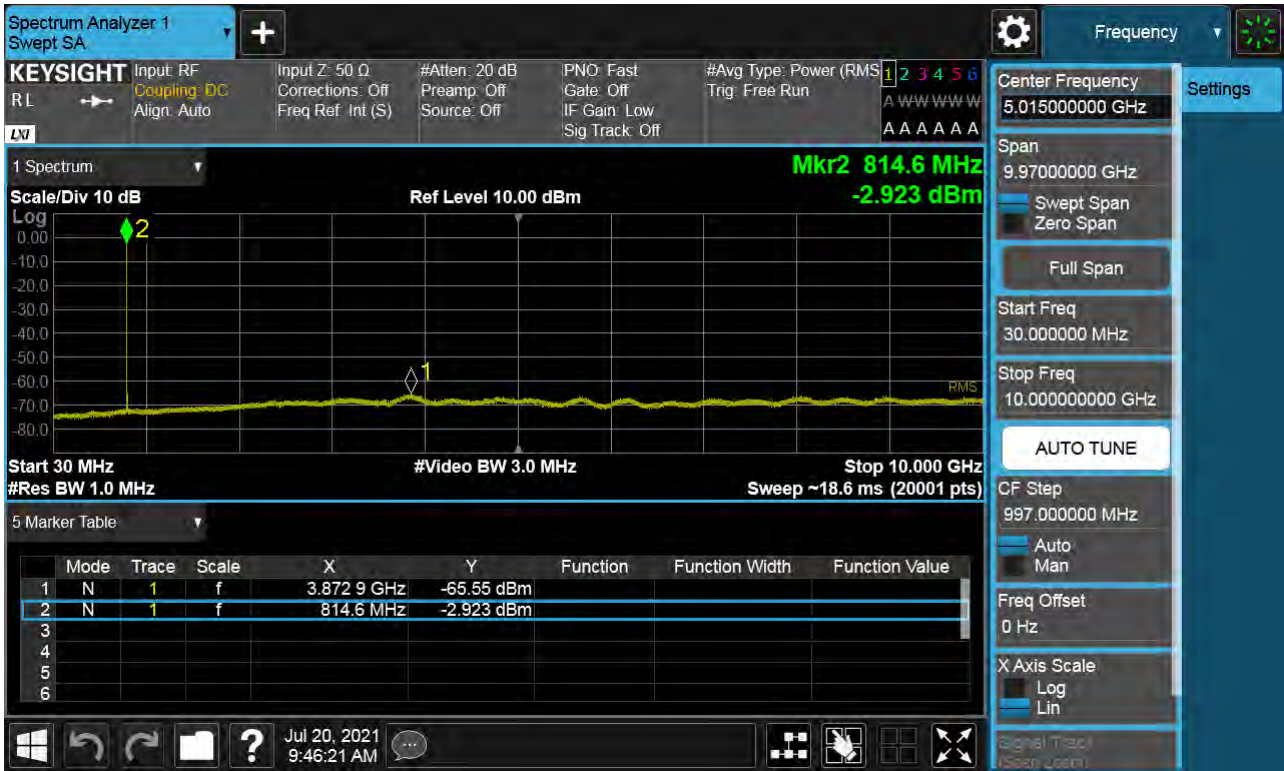 Spectrum Analyzer 1
Swept SA
Frequency
KEYSIGHT
R L
LXI
Input: RF
Coupling: DC
Align: Auto
Input Z: 50 Ω
Corrections: Off
Freq Ref: Int (S)
#Atten: 20 dB
Preamp: Off
Source: Off
PNO: Fast
Gate: Off
IF Gain: Low
Sig Track: Off
#Avg Type: Power (RMS
Trig: Free Run
1 2 3 4 5 6
A W W W W W
A A A A A A
1 Spectrum
Mkr2 814.6 MHz
-2.923 dBm
Scale/Div 10 dB
Ref Level 10.00 dBm
Log
0.00
-10.0
-20.0
-30.0
-40.0
-50.0
-60.0
-70.0
-80.0
2
1
RMS
Start 30 MHz
#Video BW 3.0 MHz
Stop 10.000 GHz
#Res BW 1.0 MHz
Sweep ~18.6 ms (20001 pts)
5 Marker Table
Mode Trace Scale X Y Function Function Width Function Value
1 N 1 f 3.872 9 GHz -65.55 dBm
2 N 1 f 814.6 MHz -2.923 dBm
3
4
5
6
Jul 20, 2021
9:46:21 AM
Center Frequency
5.015000000 GHz
Settings
Span
9.97000000 GHz
Swept Span
Zero Span
Full Span
Start Freq
30.000000 MHz
Stop Freq
10.000000000 GHz
AUTO TUNE
CF Step
997.000000 MHz
Auto
Man
Freq Offset
0 Hz
X Axis Scale
Log
Lin
Signal Track
(Span Zoom)